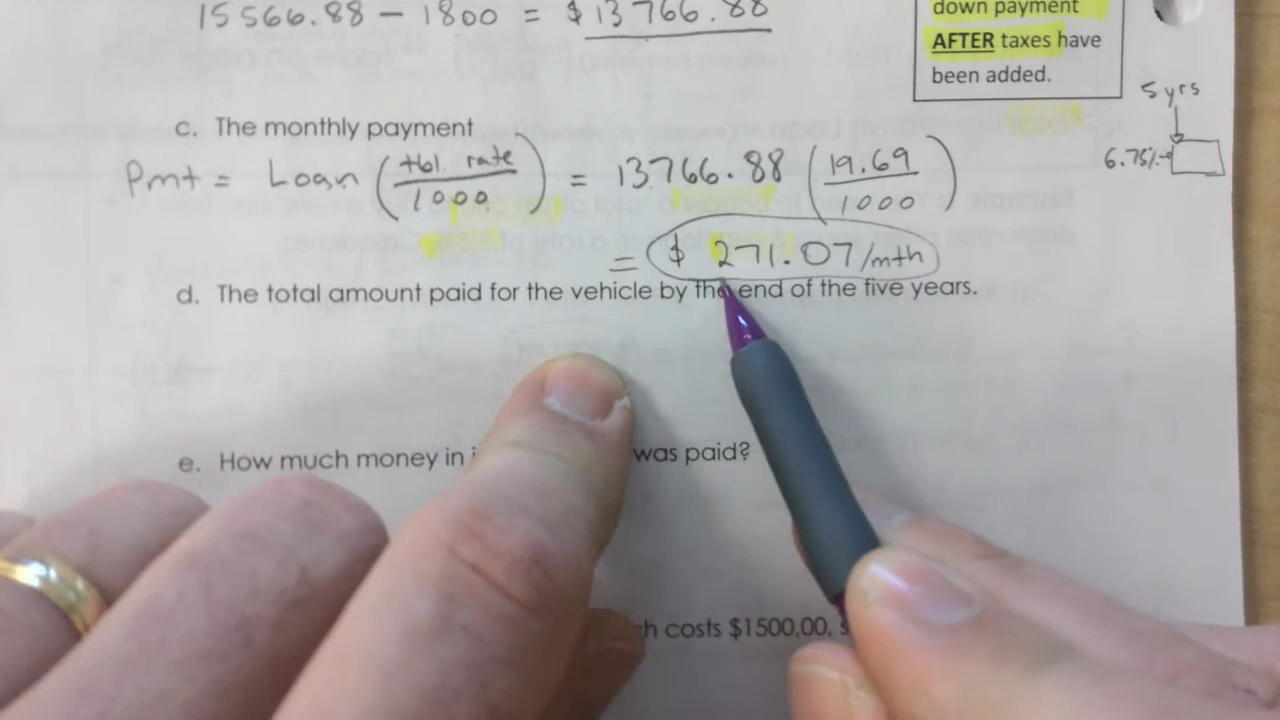 15566.88 - 1800 = $13766.88
down payment
AFTER taxes have
been added.
5 yrs
6.75%
c. The monthly payment
Pmt = Loan (tbl. rate / 1000) = 13766.88 (19.69 / 1000)
= $ 271.07/mth
d. The total amount paid for the vehicle by the end of the five years.
e. How much money in was paid?
costs $1500.00,